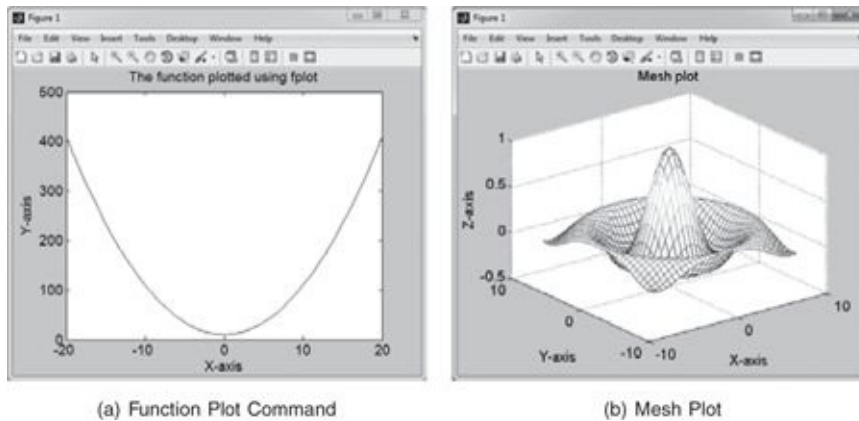 Figure 1
File Edit View Insert Tools Desktop Window Help
The function plotted using fplot
500
400
300
200
100
0
Y-axis
-20 -10 0 10 20
X-axis
(a) Function Plot Command
Figure 1
File Edit View Insert Tools Desktop Window Help
Mesh plot
1
0.5
0
-0.5
Z-axis
10 0 -10
Y-axis
-10 0 10
X-axis
(b) Mesh Plot